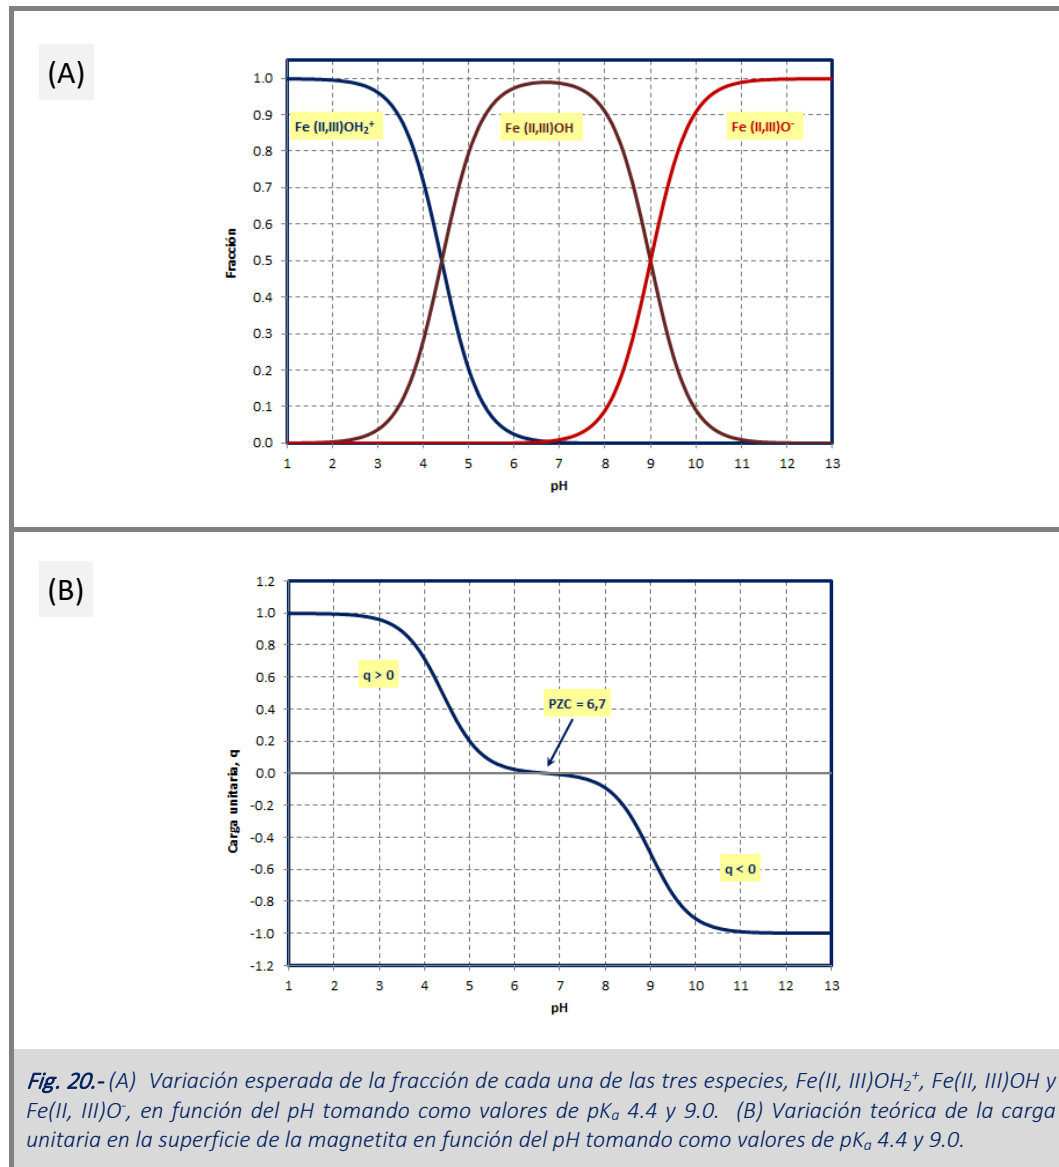 (A)
1.0
0.9
0.8
0.7
0.6
0.5
0.4
0.3
0.2
0.1
0.0
Fracción
Fe (II,III)OH₂⁺
Fe (II,III)OH
Fe (II,III)O⁻
1 2 3 4 5 6 7 8 9 10 11 12 13
pH
(B)
1.2
1.0
0.8
0.6
0.4
0.2
0.0
-0.2
-0.4
-0.6
-0.8
-1.0
-1.2
Carga unitaria, q
q > 0
PZC = 6,7
q < 0
1 2 3 4 5 6 7 8 9 10 11 12 13
pH
Fig. 20.- (A) Variación esperada de la fracción de cada una de las tres especies, Fe(II, III)OH₂⁺, Fe(II, III)OH y
Fe(II, III)O⁻, en función del pH tomando como valores de pKₐ 4.4 y 9.0. (B) Variación teórica de la carga
unitaria en la superficie de la magnetita en función del pH tomando como valores de pKₐ 4.4 y 9.0.